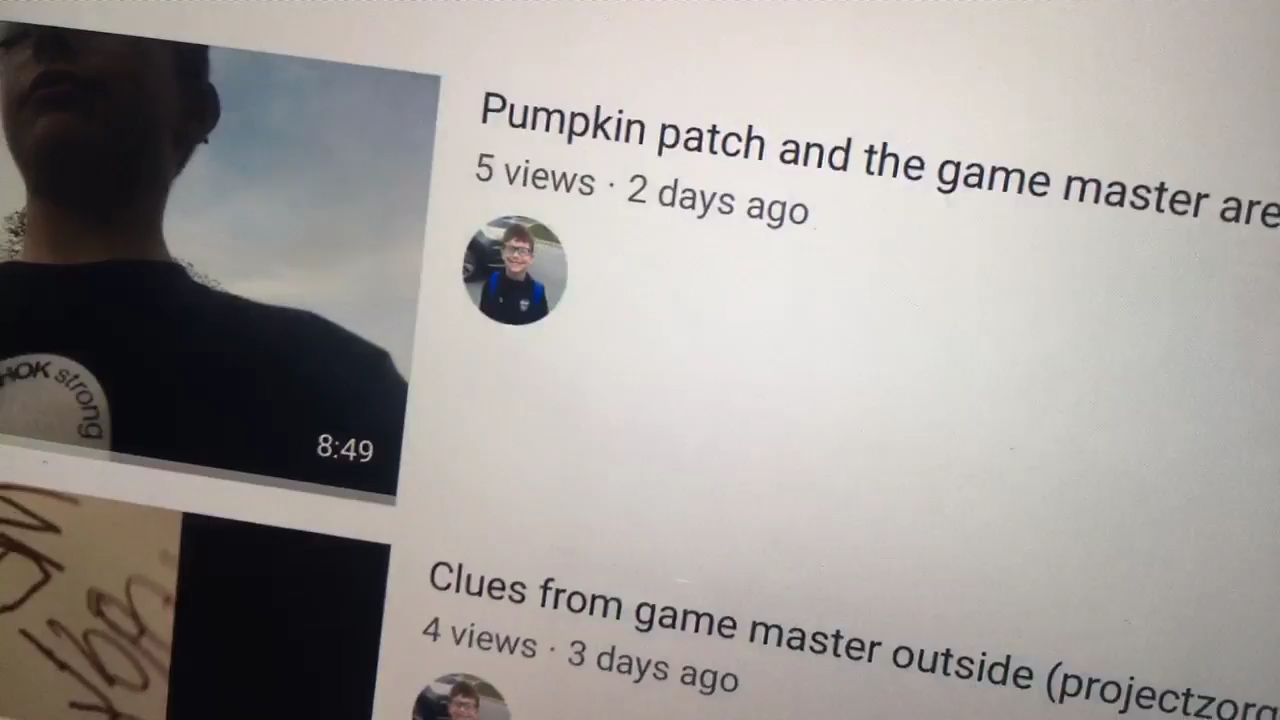 Pumpkin patch and the game master are
5 views · 2 days ago
strong
8:49
Clues from game master outside (projectzorg
4 views · 3 days ago